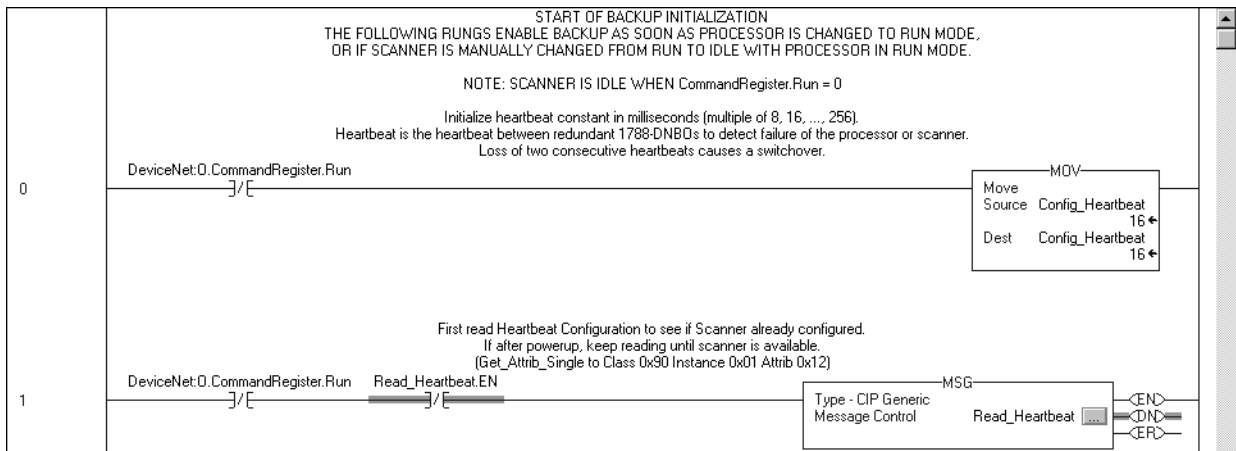 START OF BACKUP INITIALIZATION
THE FOLLOWING RUNGS ENABLE BACKUP AS SOON AS PROCESSOR IS CHANGED TO RUN MODE,
OR IF SCANNER IS MANUALLY CHANGED FROM RUN TO IDLE WITH PROCESSOR IN RUN MODE.
NOTE: SCANNER IS IDLE WHEN CommandRegister.Run = 0
Initialize heartbeat constant in milliseconds (multiple of 8, 16, ..., 256).
Heartbeat is the heartbeat between redundant 1788-DNBOs to detect failure of the processor or scanner.
Loss of two consecutive heartbeats causes a switchover.
DeviceNet:O.CommandRegister.Run
0
MOV
Move
Source Config_Heartbeat
16
Dest Config_Heartbeat
16
First read Heartbeat Configuration to see if Scanner already configured.
If after powerup, keep reading until scanner is available.
(Get_Attrib_Single to Class 0x90 Instance 0x01 Attrib 0x12)
DeviceNet:O.CommandRegister.Run Read_Heartbeat.EN
1
MSG
Type - CIP Generic
Message Control Read_Heartbeat ...
EN
DN
ER